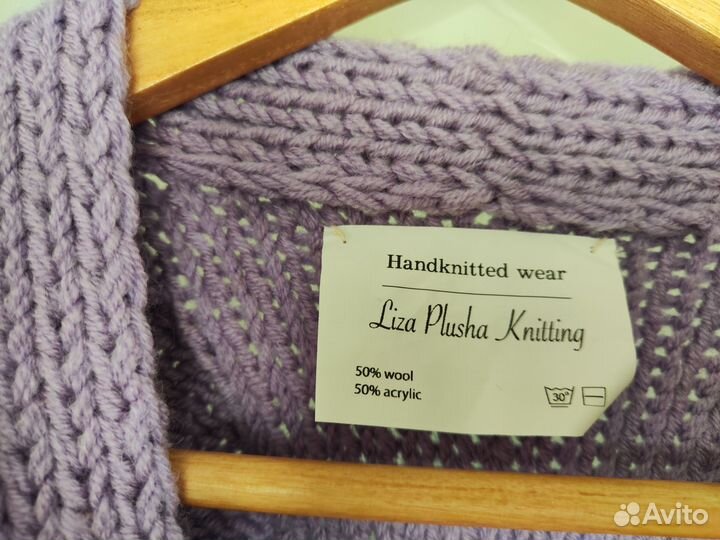 Handknitted wear
Liza Plusha Knitting
50% wool
50% acrylic
30°
Avito